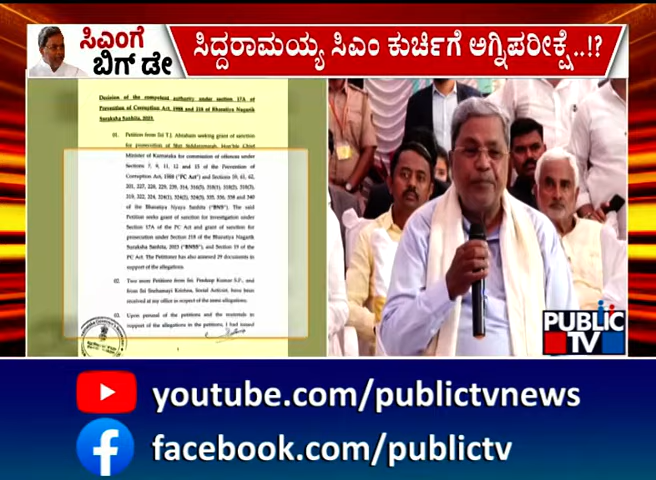 ಸಿಎಂಗೆ
ಬಿಗ್ ಡೇ
ಸಿದ್ದರಾಮಯ್ಯ ಸಿಎಂ ಕುರ್ಚಿಗೆ ಅಗ್ನಿಪರೀಕ್ಷೆ..!?
Decision of the competent authority under section 17A of
Prevention of Corruption Act, 1988 and 218 of Bharatiya Nagarik
Suraksha Sanhita, 2023.
01. Petition from Sri T.J. Abraham seeking grant of sanction
for prosecution of Shri Siddaramaiah, Hon'ble Chief
Minister of Karnataka for commission of offences under
Sections 7, 9, 11, 12 and 15 of the Prevention of
Corruption Act, 1988 ("PC Act") and Sections 59, 61, 62,
201, 227, 228, 229, 239, 314, 316(5), 318(1), 318(2), 318(3),
319, 322, 324, 324(1), 324(2), 324(3), 335, 336, 338 and 340
of the Bharatiya Nyaya Sanhita ("BNS"). The said
Petition seeks grant of sanction for investigation under
Section 17A of the PC Act and grant of sanction for
prosecution under Section 218 of the Bharatiya Nagarik
Suraksha Sanhita, 2023 ("BNSS") and Section 19 of the
PC Act. The Petitioner has also annexed 29 documents in
support of the allegations.
02. Two more Petitions from Sri. Pradeep Kumar S.P., and
from Sri Snehamayi Krishna, Social Activist, have been
received at my office in respect of the same allegations.
03. Upon perusal of the petitions and the materials in
support of the allegations in the petitions, I had issued
PUBLIC
TV
youtube.com/publictvnews
facebook.com/publictv